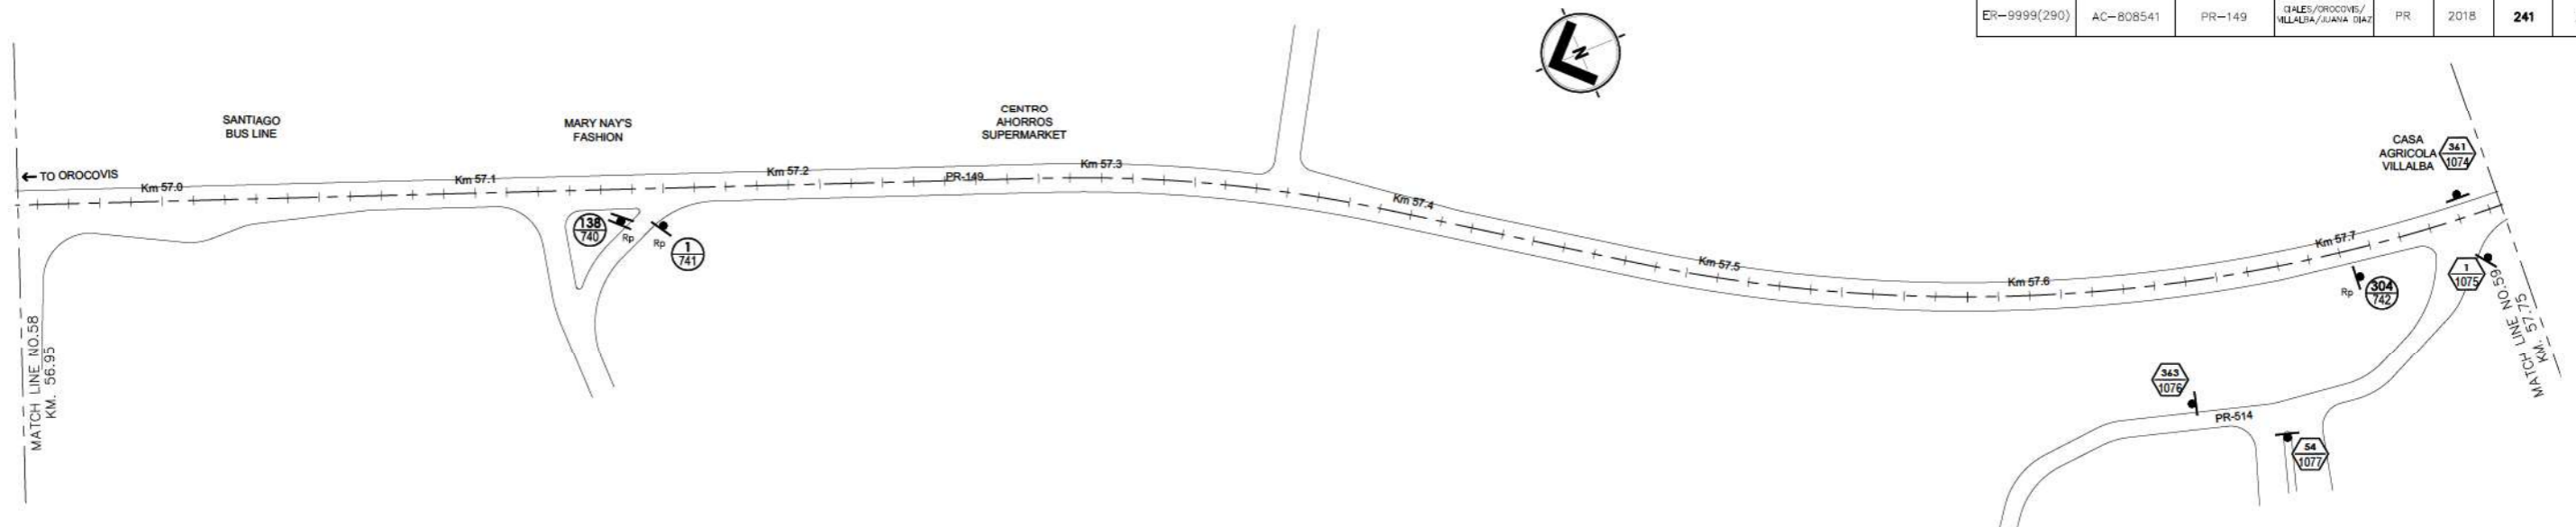 ER-9999(290) AC-808541 PR-149 CIALES/OROCOVIS/ VILLALBA/JUANA DIAZ PR 2018 241
N
SANTIAGO
BUS LINE
MARY NAY'S
FASHION
CENTRO
AHORROS
SUPERMARKET
CASA
AGRICOLA
VILLALBA
361
1074
← TO OROCOVIS
Km 57.0
Km 57.1
Km 57.2
PR-149
Km 57.3
Km 57.4
Km 57.5
Km 57.6
Km 57.7
138
740
Rp
Rp
1
741
Rp
304
742
1
1075
363
1076
PR-514
54
1077
MATCH LINE NO.58
KM. 56.95
MATCH LINE NO.59
KM. 57.75